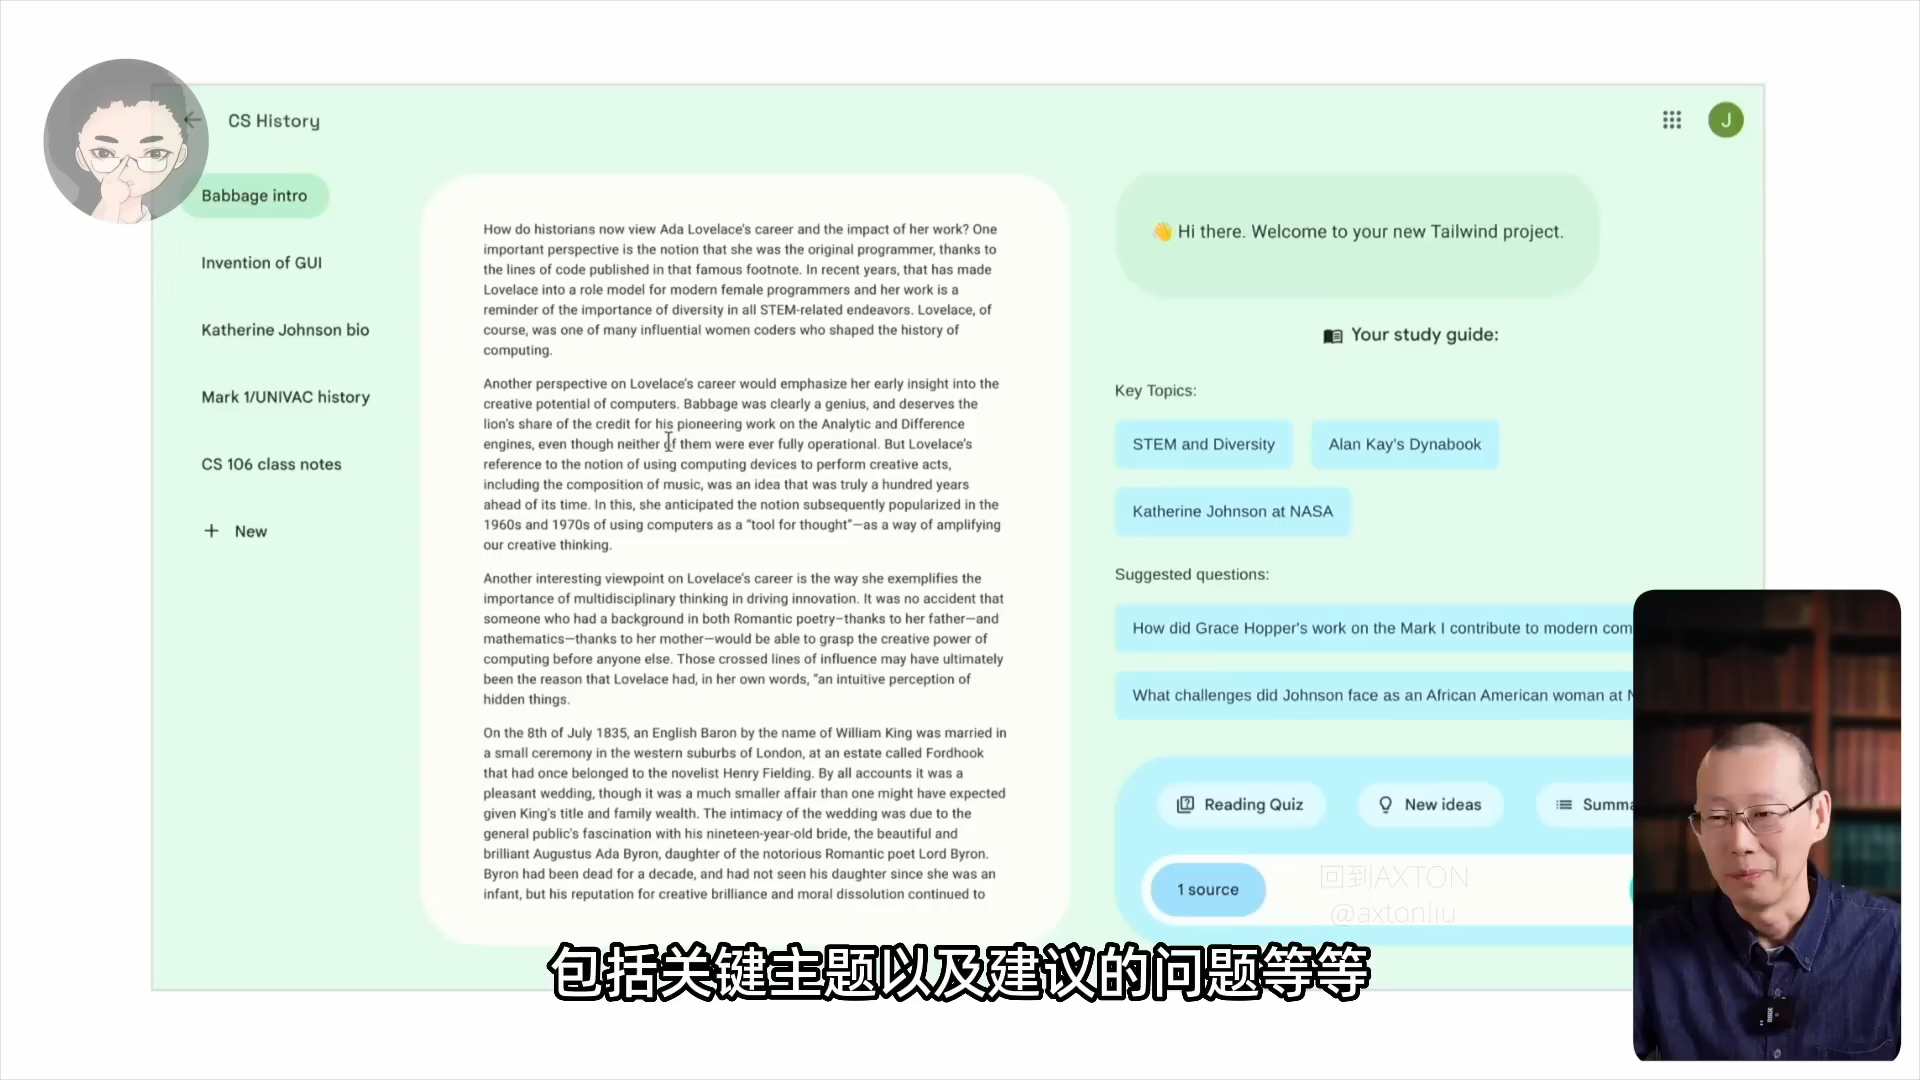 CS History
J
Babbage intro
Invention of GUI
Katherine Johnson bio
Mark 1/UNIVAC history
CS 106 class notes
+ New
How do historians now view Ada Lovelace's career and the impact of her work? One
important perspective is the notion that she was the original programmer, thanks to
the lines of code published in that famous footnote. In recent years, that has made
Lovelace into a role model for modern female programmers and her work is a
reminder of the importance of diversity in all STEM-related endeavors. Lovelace, of
course, was one of many influential women coders who shaped the history of
computing.
Another perspective on Lovelace's career would emphasize her early insight into the
creative potential of computers. Babbage was clearly a genius, and deserves the
lion's share of the credit for his pioneering work on the Analytic and Difference
engines, even though neither of them were ever fully operational. But Lovelace's
reference to the notion of using computing devices to perform creative acts,
including the composition of music, was an idea that was truly a hundred years
ahead of its time. In this, she anticipated the notion subsequently popularized in the
1960s and 1970s of using computers as a “tool for thought”—as a way of amplifying
our creative thinking.
Another interesting viewpoint on Lovelace's career is the way she exemplifies the
importance of multidisciplinary thinking in driving innovation. It was no accident that
someone who had a background in both Romantic poetry—thanks to her father—and
mathematics—thanks to her mother—would be able to grasp the creative power of
computing before anyone else. Those crossed lines of influence may have ultimately
been the reason that Lovelace had, in her own words, “an intuitive perception of
hidden things.
On the 8th of July 1835, an English Baron by the name of William King was married in
a small ceremony in the western suburbs of London, at an estate called Fordhook
that had once belonged to the novelist Henry Fielding. By all accounts it was a
pleasant wedding, though it was a much smaller affair than one might have expected
given King's title and family wealth. The intimacy of the wedding was due to the
general public's fascination with his nineteen-year-old bride, the beautiful and
brilliant Augustus Ada Byron, daughter of the notorious Romantic poet Lord Byron.
Byron had been dead for a decade, and had not seen his daughter since she was an
infant, but his reputation for creative brilliance and moral dissolution continued to
👋 Hi there. Welcome to your new Tailwind project.
Your study guide:
Key Topics:
STEM and Diversity
Alan Kay's Dynabook
Katherine Johnson at NASA
Suggested questions:
How did Grace Hopper's work on the Mark I contribute to modern com
What challenges did Johnson face as an African American woman at N
Reading Quiz
New ideas
Summa
1 source
回到AXTON
@axtonliu
包括关键主题以及建议的问题等等